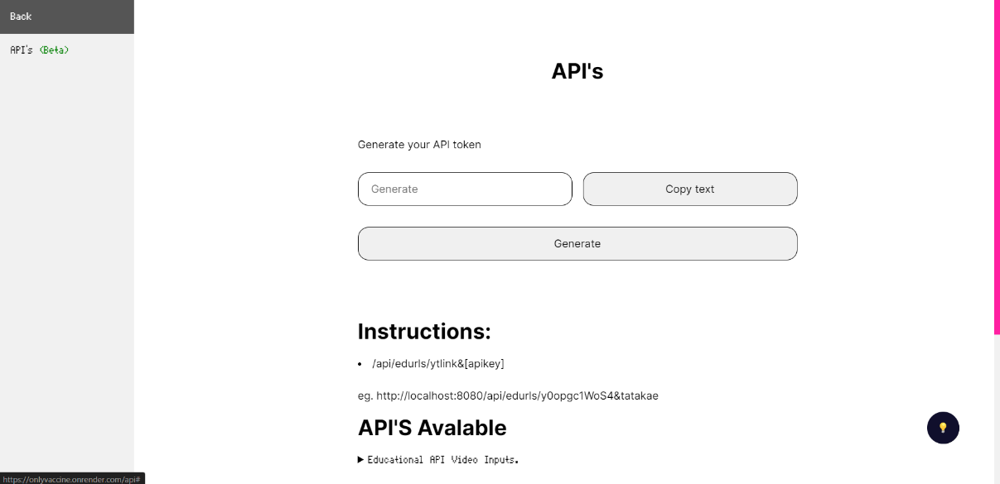 Back
API's (Beta)
API's
Generate your API token
Generate
Copy text
Generate
Instructions:
/api/edurls/ytlink&[apikey]
eg. http://localhost:8080/api/edurls/y0opgc1WoS4&tatakae
API'S Avalable
Educational API Video Inputs.
https://onlyvaccine.onrender.com/api#